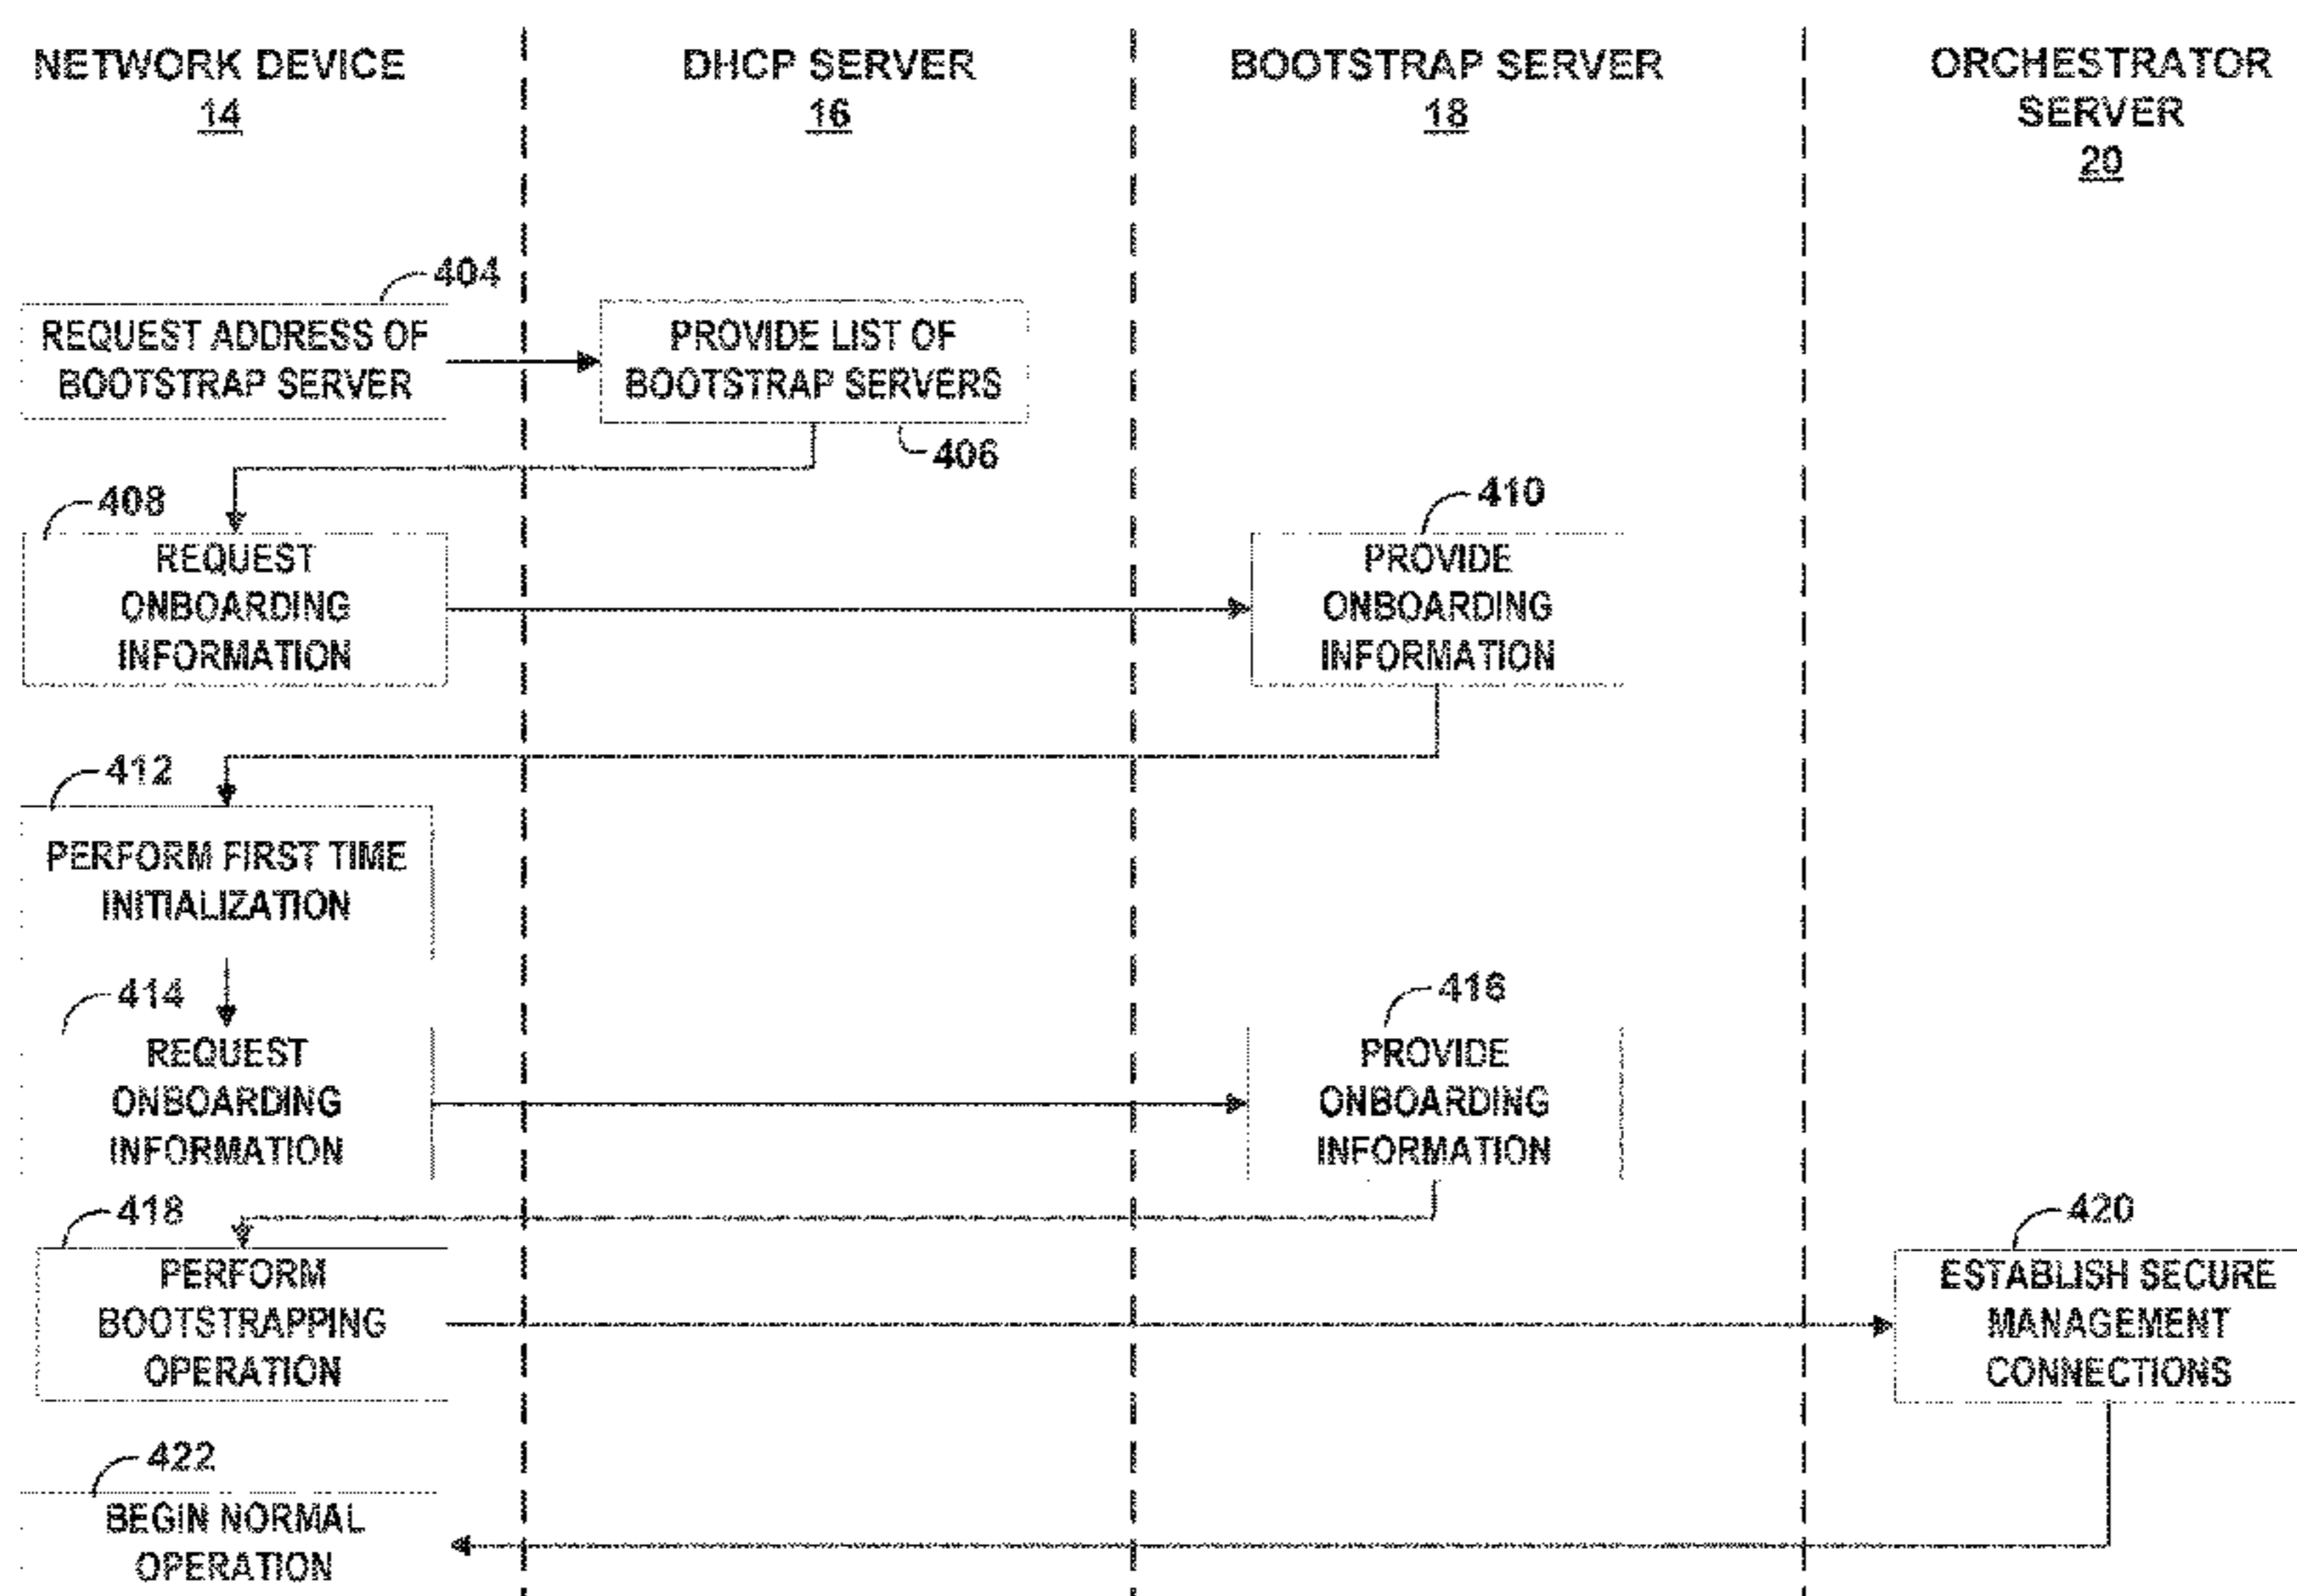 NETWORK DEVICE
14
DHCP SERVER
16
BOOTSTRAP SERVER
18
ORCHESTRATOR
SERVER
20
404
REQUEST ADDRESS OF
BOOTSTRAP SERVER
PROVIDE LIST OF
BOOTSTRAP SERVERS
406
408
REQUEST
ONBOARDING
INFORMATION
410
PROVIDE
ONBOARDING
INFORMATION
412
PERFORM FIRST TIME
INITIALIZATION
414
REQUEST
ONBOARDING
INFORMATION
416
PROVIDE
ONBOARDING
INFORMATION
418
PERFORM
BOOTSTRAPPING
OPERATION
420
ESTABLISH SECURE
MANAGEMENT
CONNECTIONS
422
BEGIN NORMAL
OPERATION